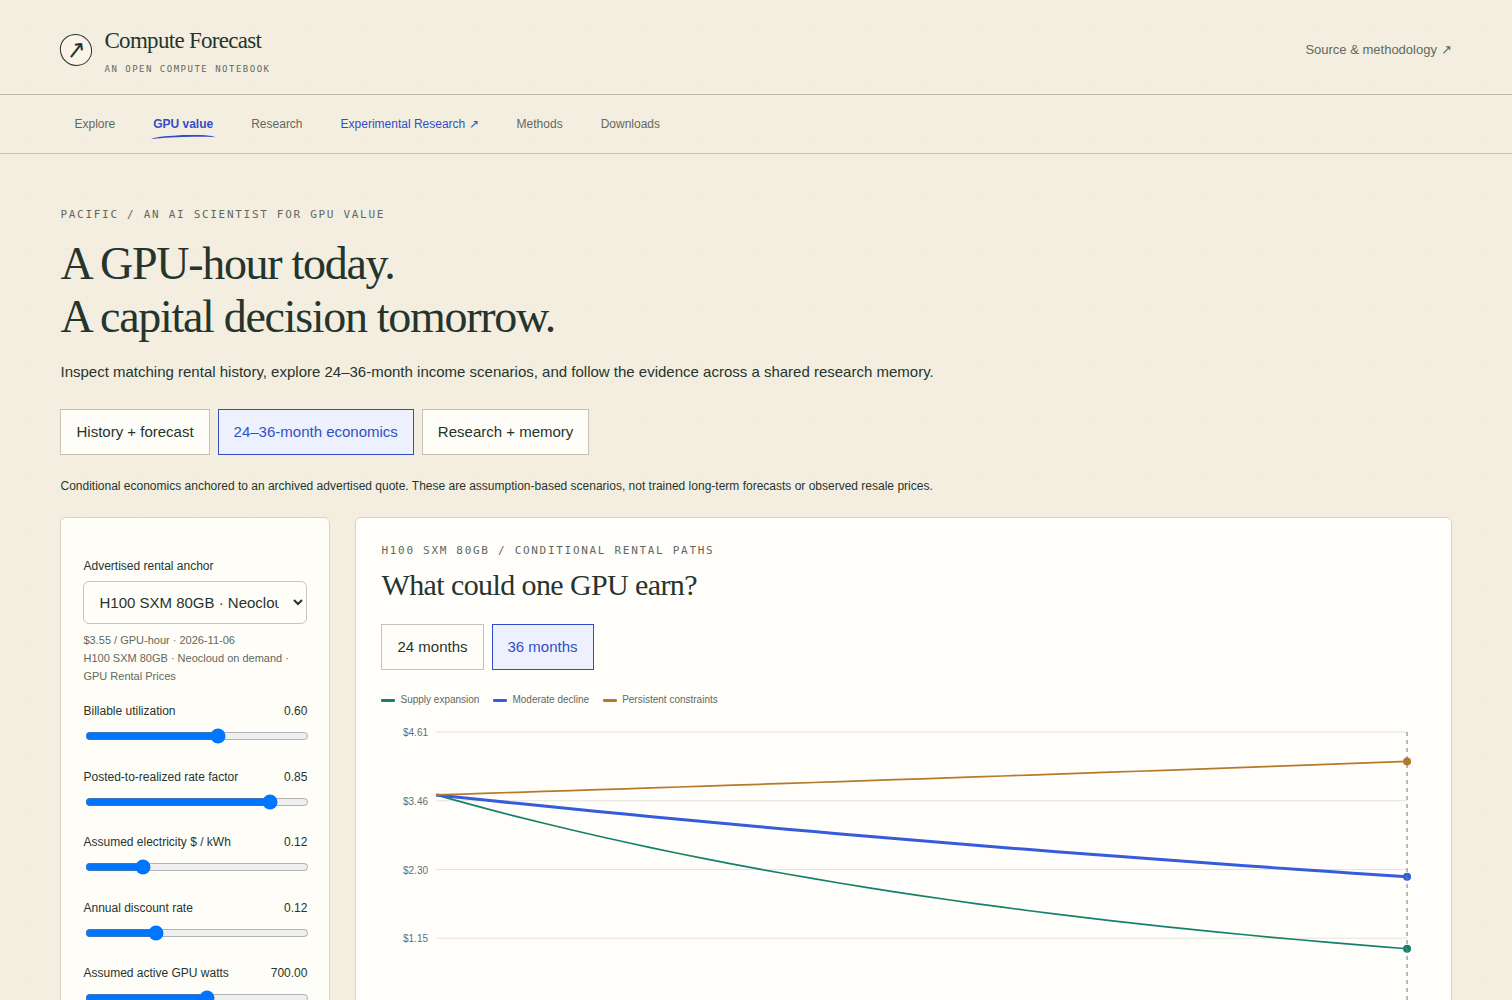 Compute Forecast
AN OPEN COMPUTE NOTEBOOK
Source & methodology ↗
Explore
GPU value
Research
Experimental Research ↗
Methods
Downloads
PACIFIC / AN AI SCIENTIST FOR GPU VALUE
A GPU-hour today.
A capital decision tomorrow.
Inspect matching rental history, explore 24–36-month income scenarios, and follow the evidence across a shared research memory.
History + forecast
24–36-month economics
Research + memory
Conditional economics anchored to an archived advertised quote. These are assumption-based scenarios, not trained long-term forecasts or observed resale prices.
Advertised rental anchor
H100 SXM 80GB · Neoclou
$3.55 / GPU-hour · 2026-11-06
H100 SXM 80GB · Neocloud on demand ·
GPU Rental Prices
Billable utilization 0.60
Posted-to-realized rate factor 0.85
Assumed electricity $ / kWh 0.12
Annual discount rate 0.12
Assumed active GPU watts 700.00
H100 SXM 80GB / CONDITIONAL RENTAL PATHS
What could one GPU earn?
24 months
36 months
Supply expansion
Moderate decline
Persistent constraints
$4.61
$3.46
$2.30
$1.15